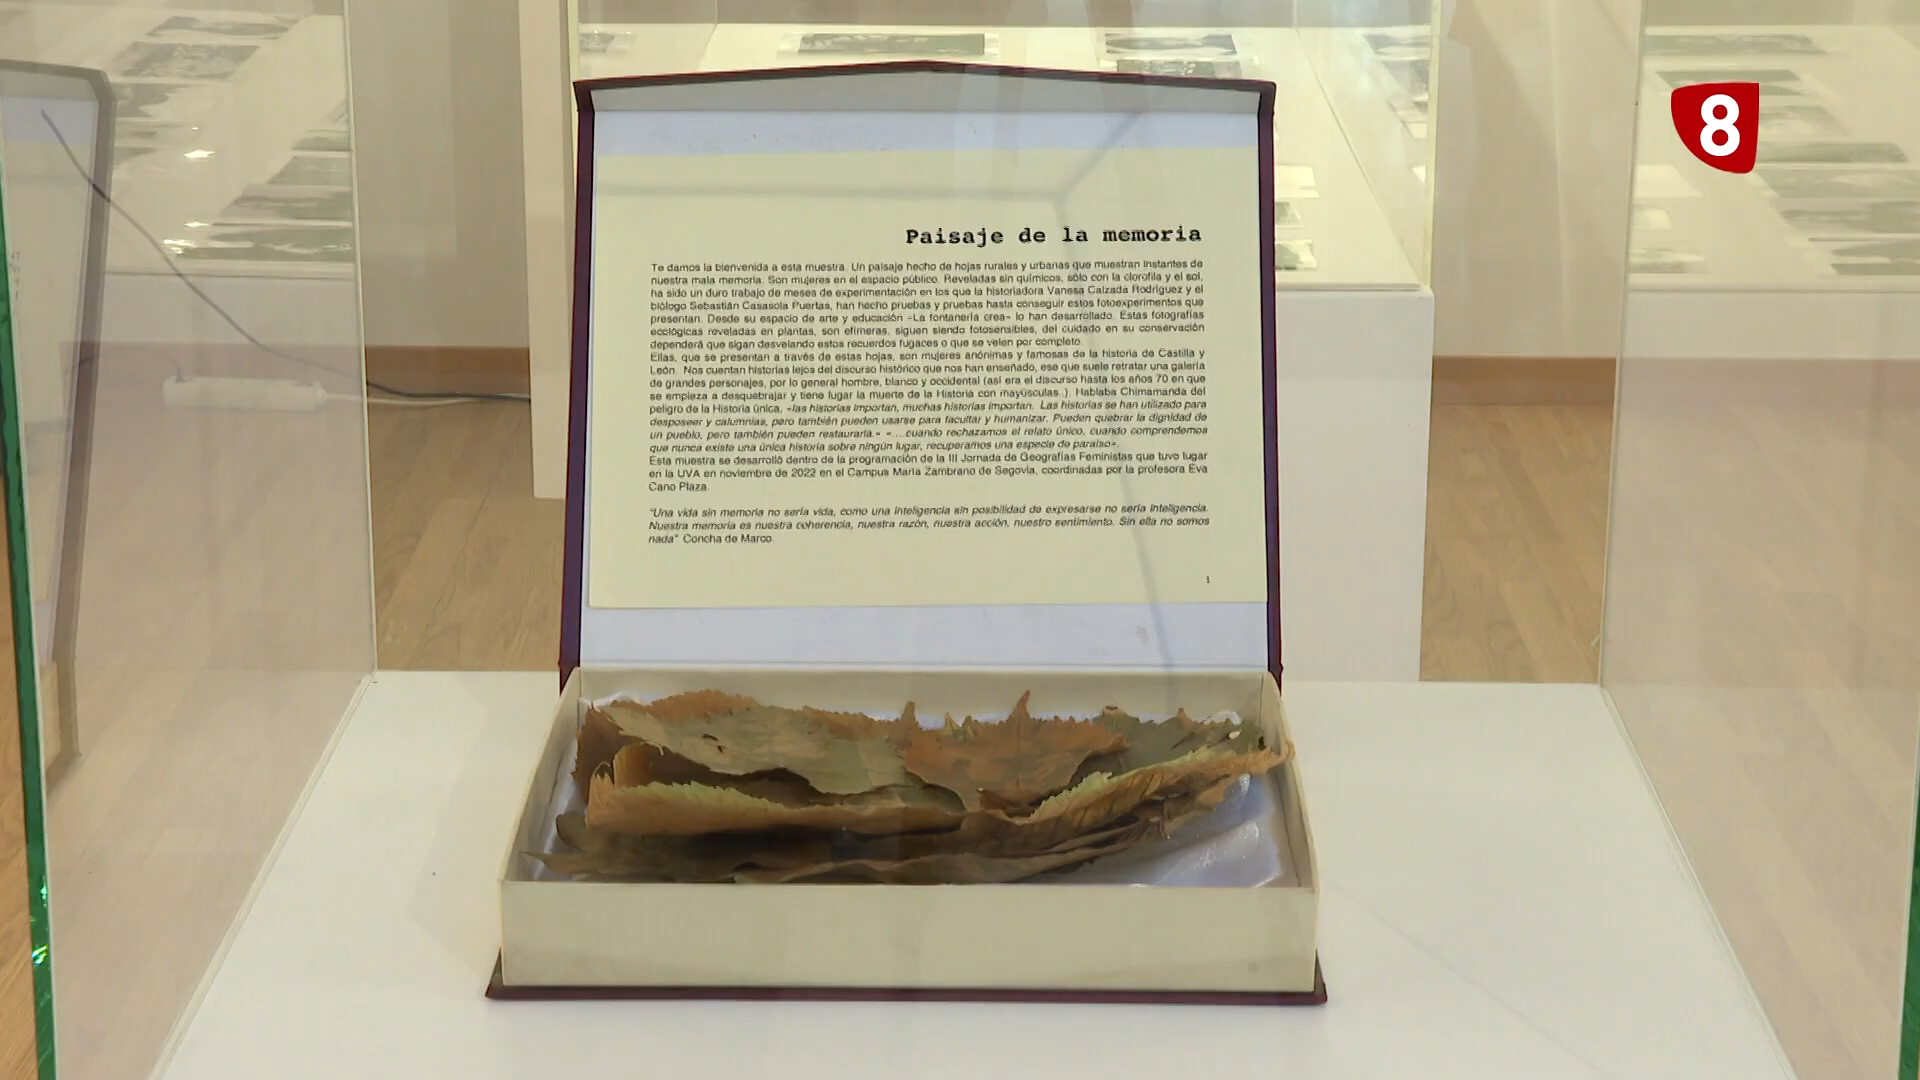 8
Paisaje de la memoria
Te damos la bienvenida a esta muestra. Un paisaje hecho de hojas rurales y urbanas que muestran instantes de
nuestra mala memoria. Son mujeres en el espacio público. Reveladas sin químicos, sólo con la clorofila y el sol,
ha sido un duro trabajo de meses de experimentación en los que la historiadora Vanesa Calzada Rodríguez y el
biólogo Sebastián Casasola Puertas, han hecho pruebas y pruebas hasta conseguir estos fotoexperimentos que
presentan. Desde su espacio de arte y educación «La fontanería crea» lo han desarrollado. Estas fotografías
ecológicas reveladas en plantas, son efímeras, siguen siendo fotosensibles, del cuidado en su conservación
dependerá que sigan desvelando estos recuerdos fugaces o que se velen por completo.
Ellas, que se presentan a través de estas hojas, son mujeres anónimas y famosas de la historia de Castilla y
León. Nos cuentan historias lejos del discurso histórico que nos han enseñado, ese que suele retratar una galería
de grandes personajes, por lo general hombre, blanco y occidental (así era el discurso hasta los años 70 en que
se empieza a desquebrajar y tiene lugar la muerte de la Historia con mayúsculas..). Hablaba Chimamanda del
peligro de la Historia única, «las historias importan, muchas historias importan. Las historias se han utilizado para
desposeer y calumnias, pero también pueden usarse para facultar y humanizar. Pueden quebrar la dignidad de
un pueblo, pero también pueden restaurarla.» «....cuando rechazamos el relato único, cuando comprendemos
que nunca existe una única historia sobre ningún lugar, recuperamos una especie de paraíso».
Esta muestra se desarrolló dentro de la programación de la III Jornada de Geografías Feministas que tuvo lugar
en la UVA en noviembre de 2022 en el Campus María Zambrano de Segovia, coordinadas por la profesora Eva
Cano Plaza.
"Una vida sin memoria no sería vida, como una inteligencia sin posibilidad de expresarse no sería inteligencia.
Nuestra memoria es nuestra coherencia, nuestra razón, nuestra acción, nuestro sentimiento. Sin ella no somos
nada" Concha de Marco.
1